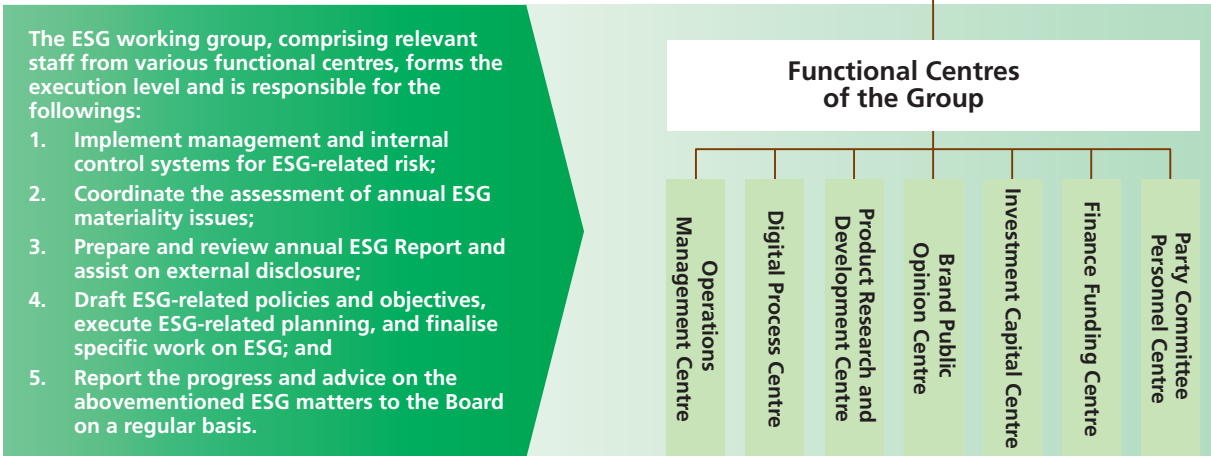 The ESG working group, comprising relevant
staff from various functional centres, forms the
execution level and is responsible for the
followings:
1. Implement management and internal
control systems for ESG-related risk;
2. Coordinate the assessment of annual ESG
materiality issues;
3. Prepare and review annual ESG Report and
assist on external disclosure;
4. Draft ESG-related policies and objectives,
execute ESG-related planning, and finalise
specific work on ESG; and
5. Report the progress and advice on the
abovementioned ESG matters to the Board
on a regular basis.
Functional Centres
of the Group
Operations
Management Centre
Digital Process Centre
Product Research and
Development Centre
Brand Public
Opinion Centre
Investment Capital Centre
Finance Funding Centre
Party Committee
Personnel Centre